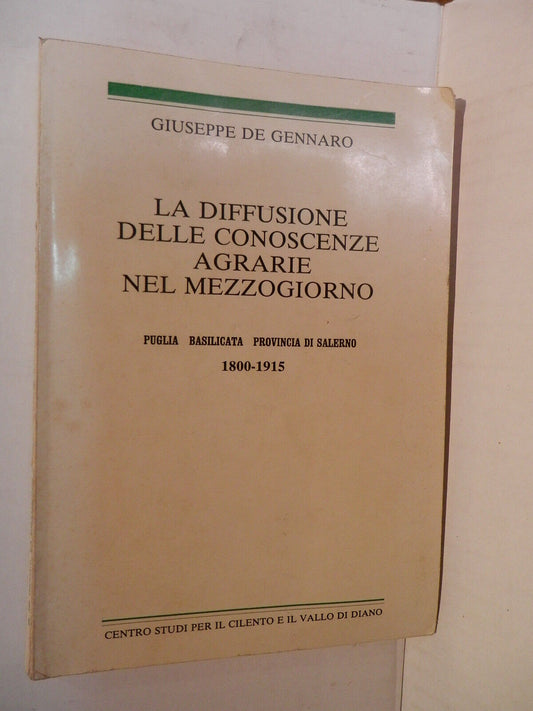 GIUSEPPE DE GENNARO
LA DIFFUSIONE
DELLE CONOSCENZE
AGRARIE
NEL MEZZOGIORNO
PUGLIA BASILICATA PROVINCIA DI SALERNO
1800-1915
CENTRO STUDI PER IL CILENTO E IL VALLO DI DIANO